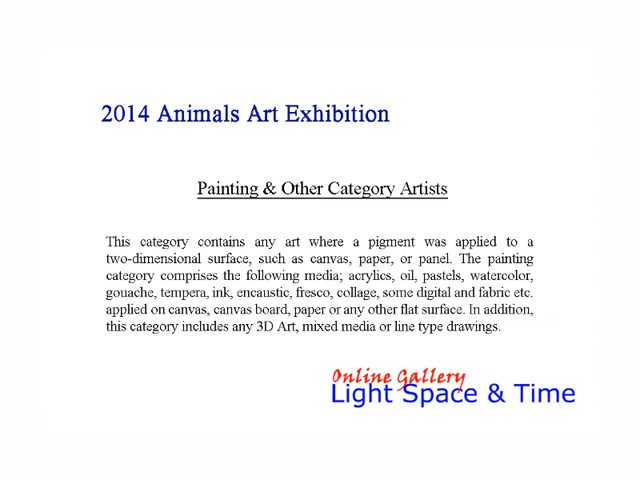 2014 Animals Art Exhibition
Painting & Other Category Artists
This category contains any art where a pigment was applied to a
two-dimensional surface, such as canvas, paper, or panel. The painting
category comprises the following media; acrylics, oil, pastels, watercolor,
gouache, tempera, ink, encaustic, fresco, collage, some digital and fabric etc.
applied on canvas, canvas board, paper or any other flat surface. In addition,
this category includes any 3D Art, mixed media or line type drawings.
Online Gallery
Light Space & Time